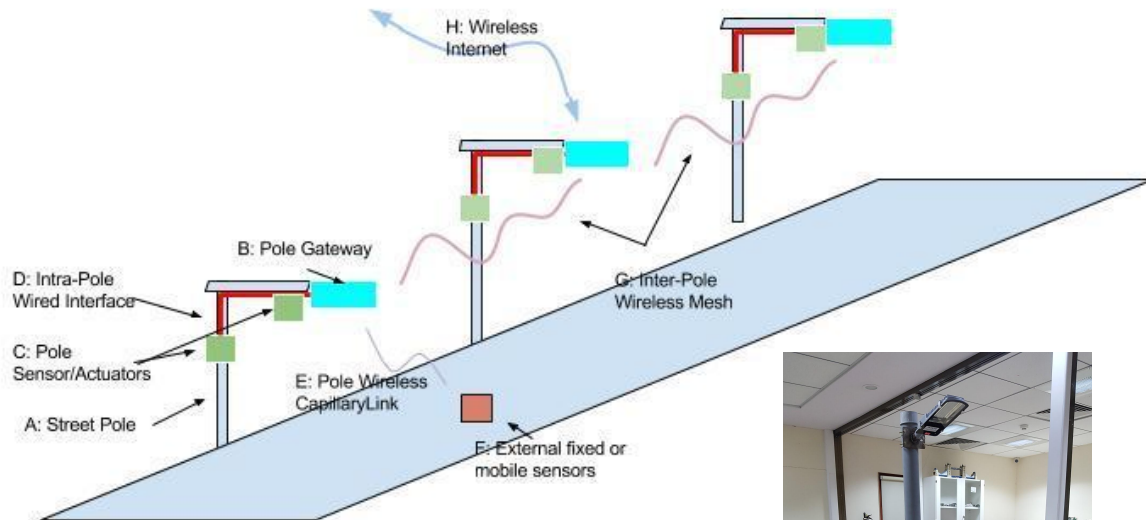 H: Wireless
Internet
B: Pole Gateway
D: Intra-Pole
Wired Interface
G: Inter-Pole
Wireless Mesh
C: Pole
Sensor/Actuators
E: Pole Wireless
CapillaryLink
A: Street Pole
F: External fixed or
mobile sensors